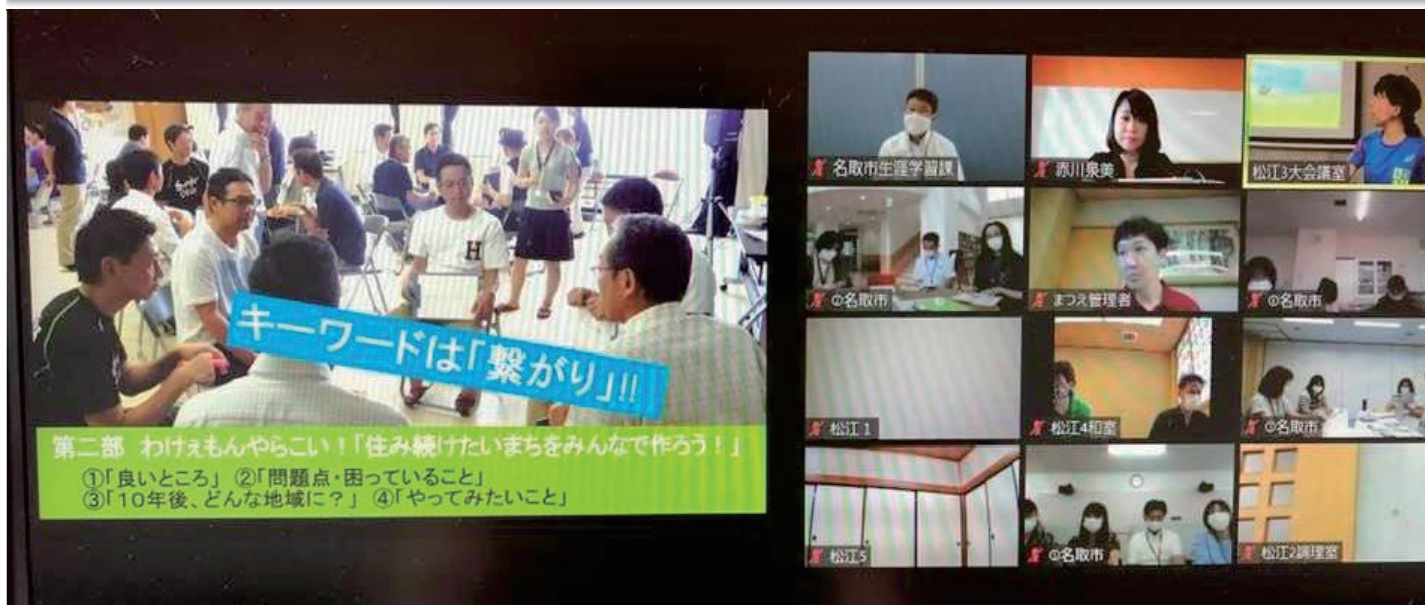 キーワードは「繋がり」!!
第二部 わけぇもんやらこい!「住み続けたいまちをみんなで作ろう!」
①「良いところ」 ②「問題点・困っていること」
③「10年後、どんな地域に?」 ④「やってみたいこと」
H
名取市生涯学習課
赤川泉美
松江3大会議室
②名取市
まつえ管理者
①名取市
松江1
松江4和室
②名取市
松江5
①名取市
松江2調理室